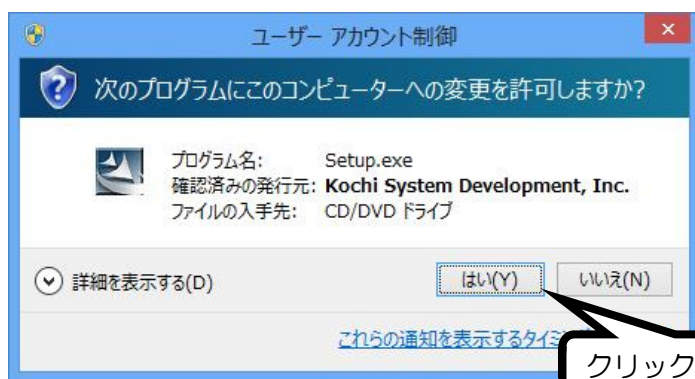 ユーザー アカウント制御
次のプログラムにこのコンピューターへの変更を許可しますか?
プログラム名: Setup.exe
確認済みの発行元: Kochi System Development, Inc.
ファイルの入手先: CD/DVD ドライブ
詳細を表示する(D) はい(Y) いいえ(N)
これらの通知を表示するタイミ
クリック